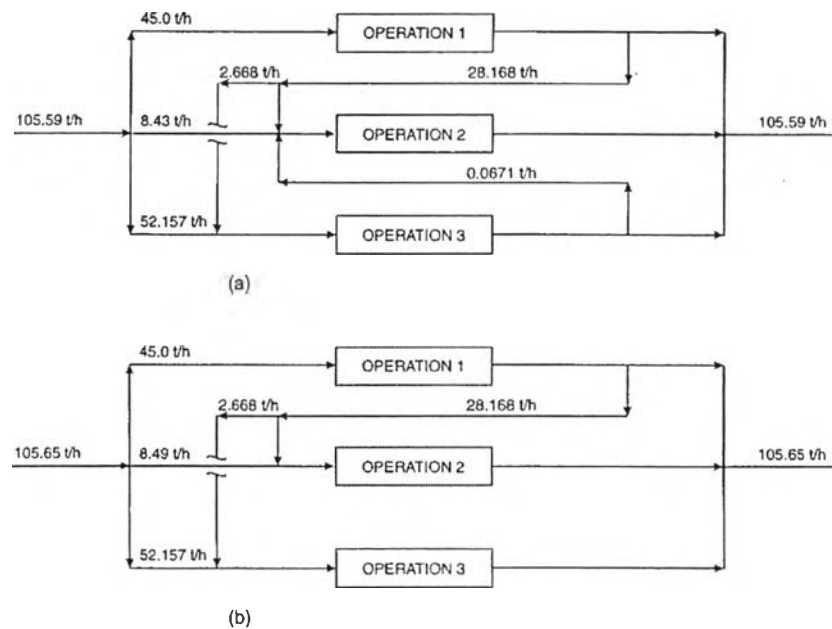 45.0 t/h
OPERATION 1
2.668 t/h
28.168 t/h
105.59 t/h
8.43 t/h
OPERATION 2
105.59 t/h
0.0671 t/h
52.157 t/h
OPERATION 3
(a)
45.0 t/h
OPERATION 1
2.668 t/h
28.168 t/h
105.65 t/h
8.49 t/h
OPERATION 2
105.65 t/h
52.157 t/h
OPERATION 3
(b)